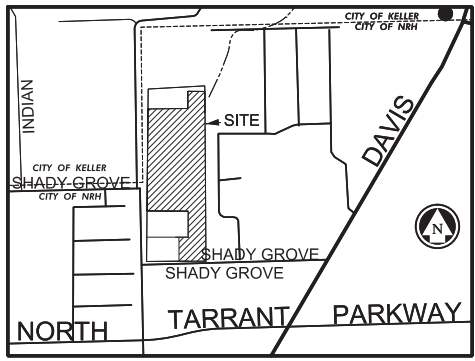 CITY OF KELLER
CITY OF NRH
INDIAN
SITE
DAVIS
CITY OF KELLER
SHADY GROVE
CITY OF NRH
N
SHADY GROVE
SHADY GROVE
NORTH TARRANT PARKWAY